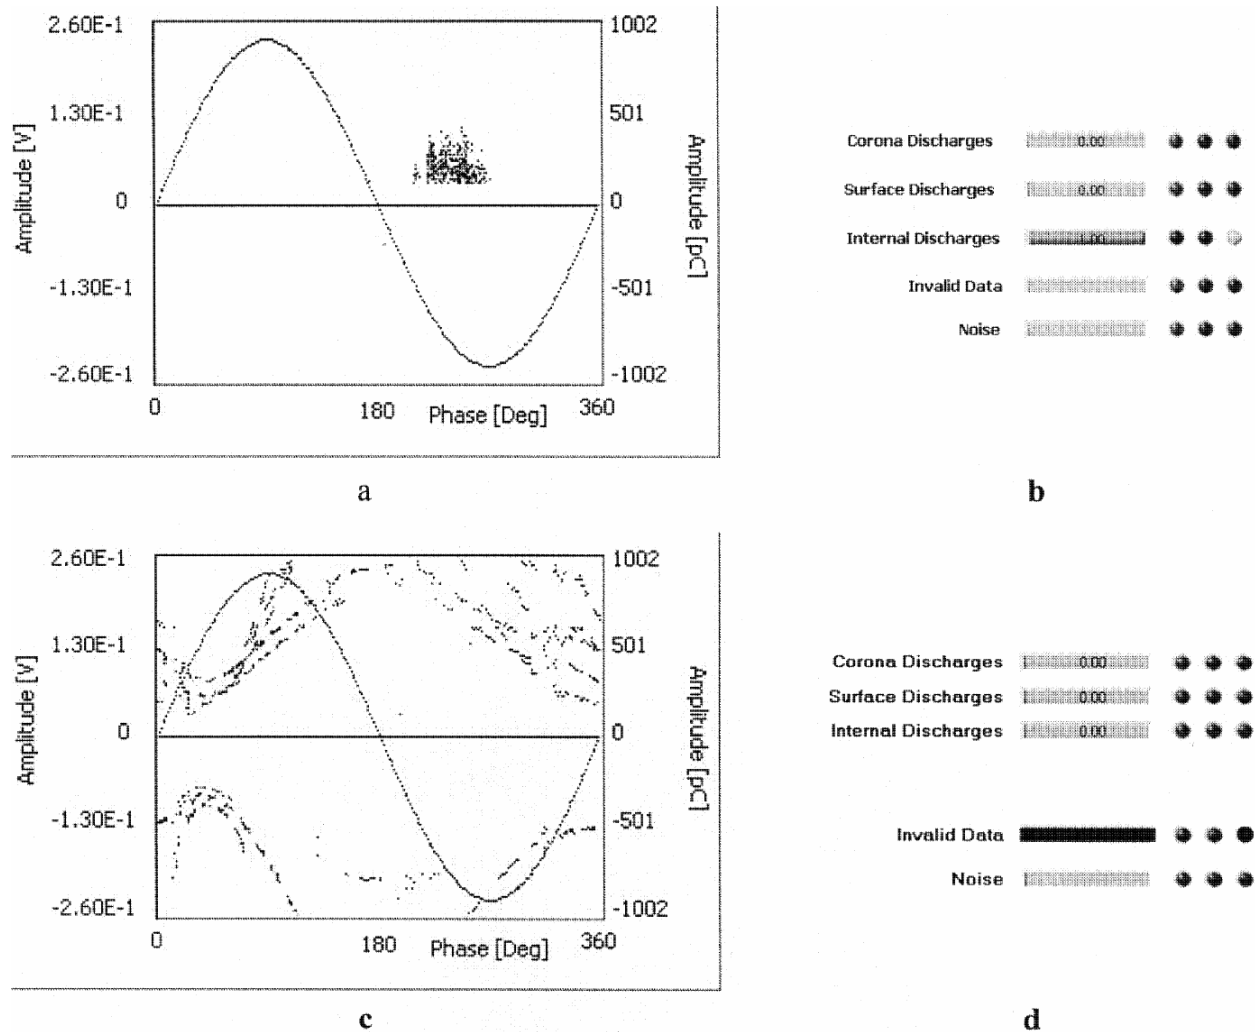 2.60E-1
1.30E-1
0
-1.30E-1
-2.60E-1
Amplitude [V]
1002
501
0
-501
-1002
Amplitude [pC]
0
180
Phase [Deg]
360
a
Corona Discharges 0.00
Surface Discharges 0.00
Internal Discharges 1.00
Invalid Data
Noise
b
2.60E-1
1.30E-1
0
-1.30E-1
-2.60E-1
Amplitude [V]
1002
501
0
-501
-1002
Amplitude [pC]
0
180
Phase [Deg]
360
c
Corona Discharges 0.00
Surface Discharges 0.00
Internal Discharges 0.00
Invalid Data
Noise
d